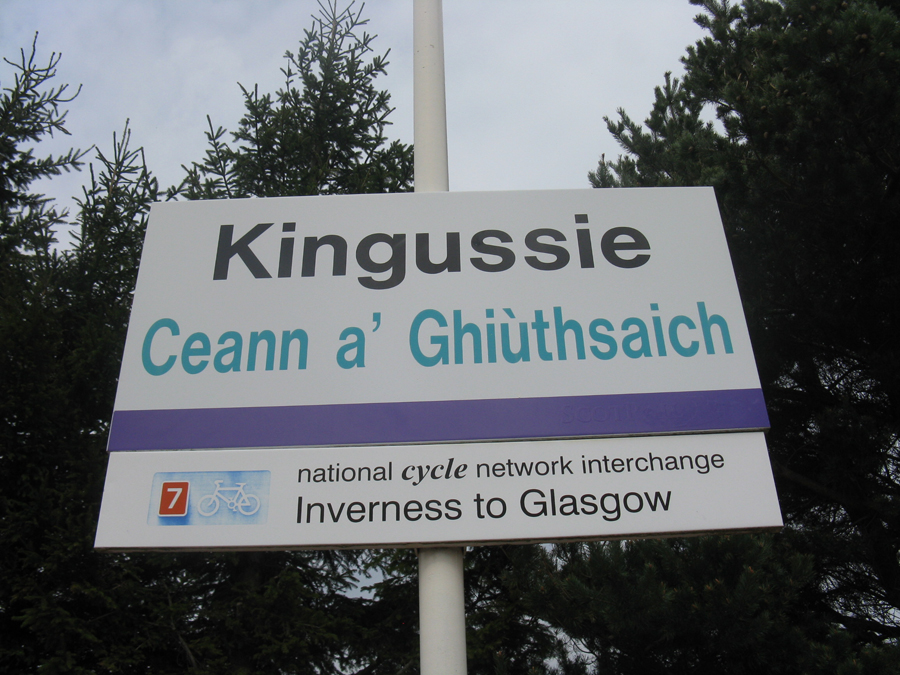 Kingussie
Ceann a' Ghiùthsaich
7
national cycle network interchange
Inverness to Glasgow